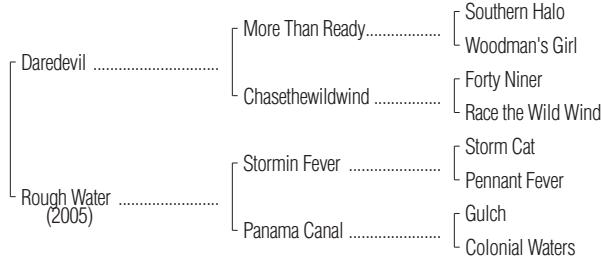 Southern Halo
More Than Ready..................
Woodman's Girl
Daredevil ..............................
Forty Niner
Chasethewildwind ................
Race the Wild Wind
Storm Cat
Stormin Fever ......................
Pennant Fever
Rough Water ........................
(2005)
Gulch
Panama Canal ......................
Colonial Waters